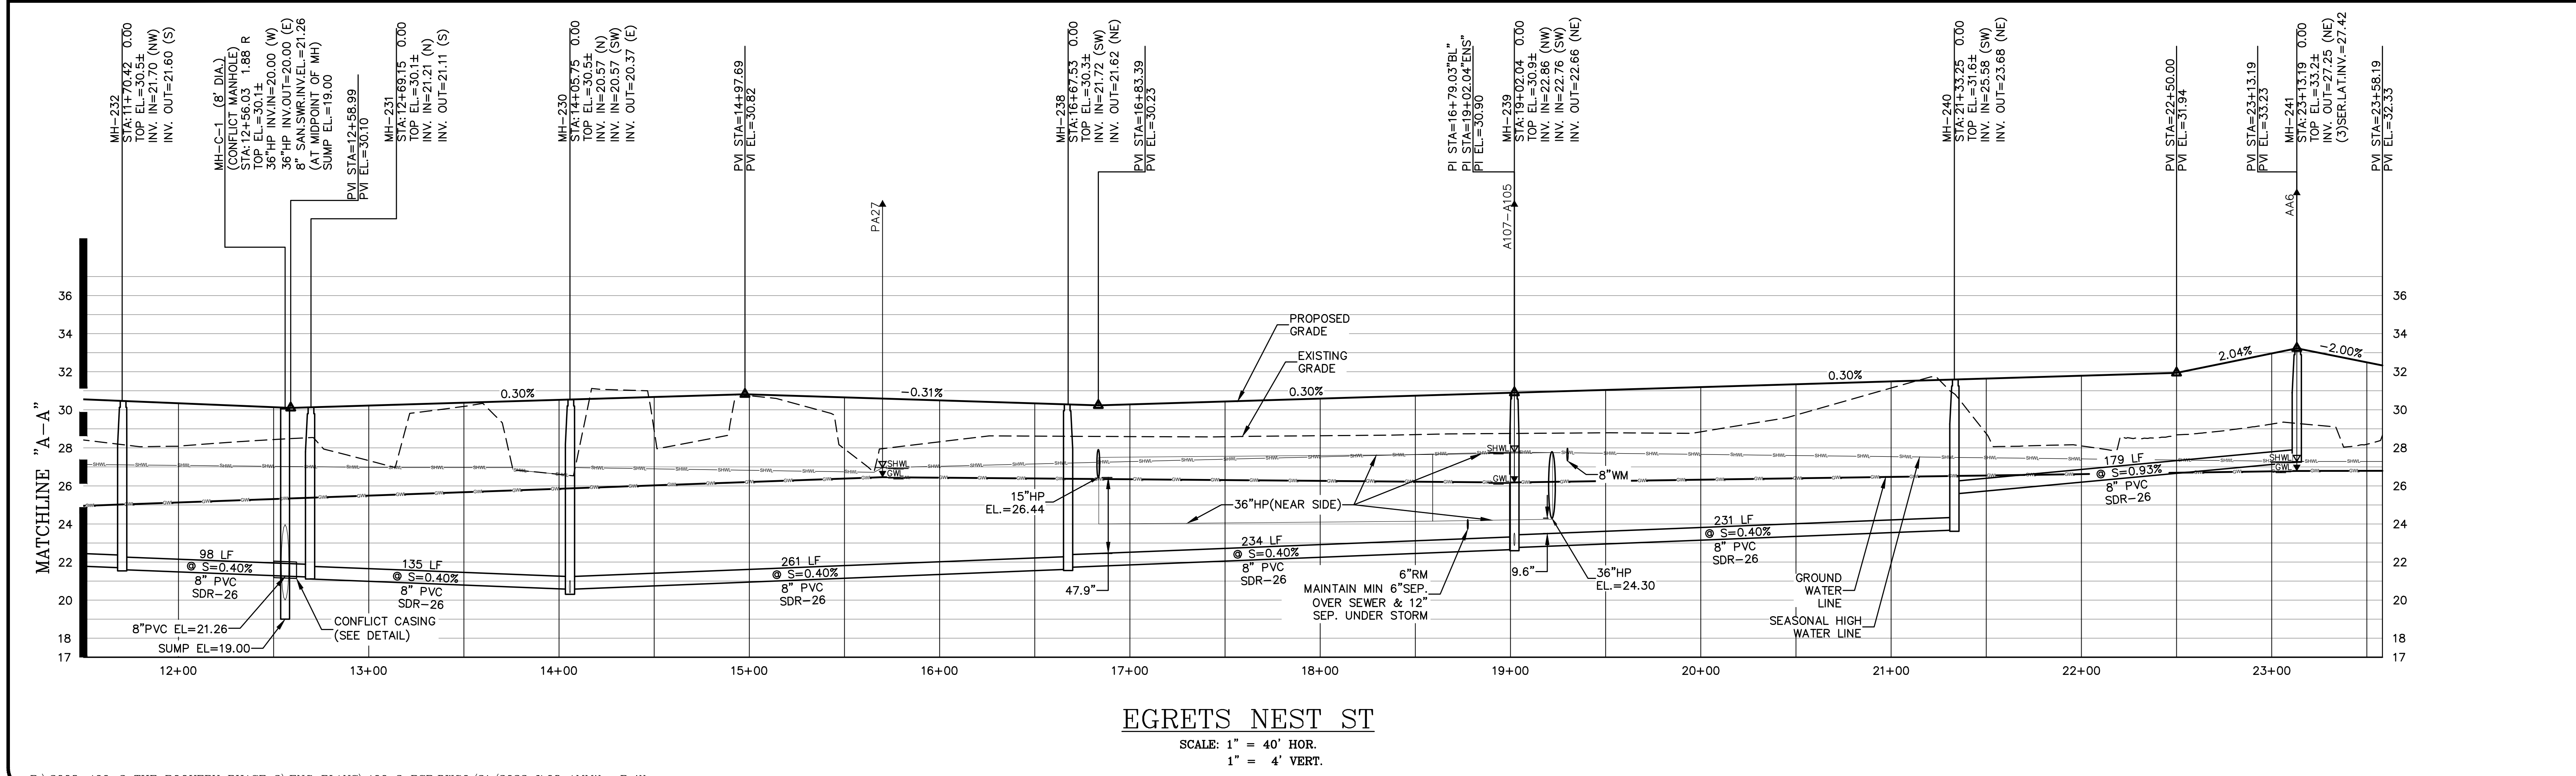 MH-232
STA:11+70.42 0.00
TOP EL.=30.5±
INV. IN=21.70 (NW)
INV. OUT=21.60 (S)
MH-C-1 (8' DIA.)
(CONFLICT MANHOLE)
STA:12+56.03 1.88 R
TOP EL.=30.1±
36"HP INV.IN=20.00 (W)
36"HP INV.OUT=20.00 (E)
8" SAN.SWR.INV.EL.=21.26
(AT MIDPOINT OF MH)
SUMP EL.=19.00
PVI STA=12+58.99
PVI EL.=30.10
MH-231
STA:12+69.15 0.00
TOP EL.=30.1±
INV. IN=21.21 (N)
INV. OUT=21.11 (S)
MH-230
STA:14+05.75 0.00
TOP EL.=30.5±
INV. IN=20.57 (N)
INV. IN=20.57 (SW)
INV. OUT=20.37 (E)
PVI STA=14+97.69
PVI EL.=30.82
PA27
MH-238
STA:16+67.53 0.00
TOP EL.=30.3±
INV. IN=21.72 (SW)
INV. OUT=21.62 (NE)
PVI STA=16+83.39
PVI EL.=30.23
PI STA=16+79.03"BL"
PI STA=19+02.04"ENS"
PI EL.=30.90
A107-A105
MH-239
STA:19+02.04 0.00
TOP EL.=30.9±
INV. IN=22.86 (NW)
INV. IN=22.76 (SW)
INV. OUT=22.66 (NE)
MH-240
STA:21+33.25 0.00
TOP EL.=31.6±
INV. IN=25.58 (SW)
INV. OUT=23.68 (NE)
PVI STA=22+50.00
PVI EL.=31.94
PVI STA=23+13.19
PVI EL.=33.23
AA6
MH-241
STA:23+13.19 0.00
TOP EL.=33.2±
INV. OUT=27.25 (NE)
(3)SER.LAT.INV.=27.42
PVI STA=23+58.19
PVI EL.=32.33
MATCHLINE "A-A"
36
34
32
30
28
26
24
22
20
18
17
36
34
32
30
28
26
24
22
20
18
17
0.30%
-0.31%
0.30%
0.30%
2.04%
-2.00%
PROPOSED
GRADE
EXISTING
GRADE
SHWL
GWL
SHWL
GWL
SHWL
GWL
15"HP
EL.=26.44
36"HP(NEAR SIDE)
8"WM
98 LF
@ S=0.40%
8" PVC
SDR-26
135 LF
@ S=0.40%
8" PVC
SDR-26
261 LF
@ S=0.40%
8" PVC
SDR-26
234 LF
@ S=0.40%
8" PVC
SDR-26
231 LF
@ S=0.40%
8" PVC
SDR-26
179 LF
@ S=0.93%
8" PVC
SDR-26
47.9"
9.6"
6"RM
MAINTAIN MIN 6"SEP.
OVER SEWER & 12"
SEP. UNDER STORM
36"HP
EL.=24.30
GROUND
WATER
LINE
SEASONAL HIGH
WATER LINE
8"PVC EL=21.26
SUMP EL=19.00
CONFLICT CASING
(SEE DETAIL)
12+00
13+00
14+00
15+00
16+00
17+00
18+00
19+00
20+00
21+00
22+00
23+00
EGRETS NEST ST
SCALE: 1" = 40' HOR.
1" = 4' VERT.